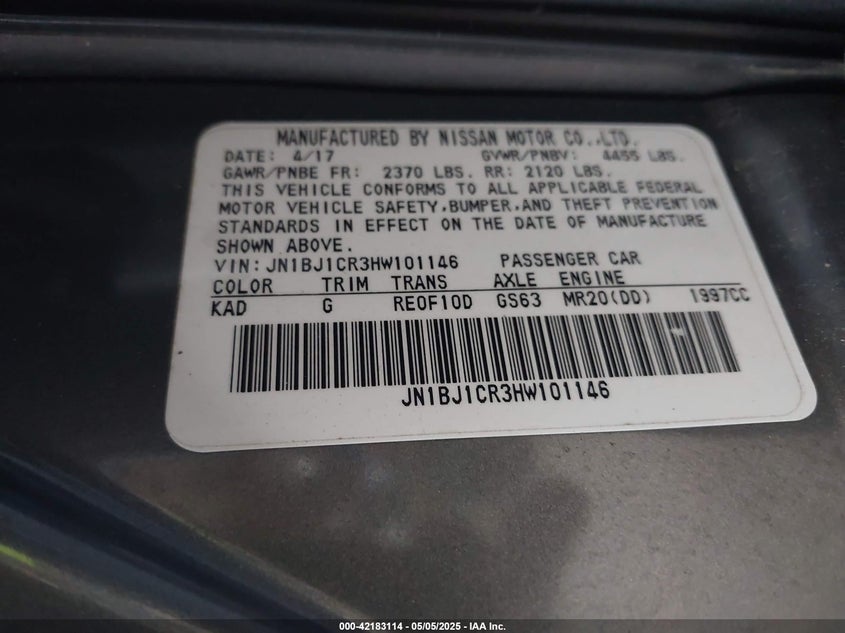 MANUFACTURED BY NISSAN MOTOR CO.,LTD.
DATE: 4/17 GVWR/PNBV: 4455 LBS.
GAWR/PNBE FR: 2370 LBS. RR: 2120 LBS.
THIS VEHICLE CONFORMS TO ALL APPLICABLE FEDERAL
MOTOR VEHICLE SAFETY,BUMPER,AND THEFT PREVENTION
STANDARDS IN EFFECT ON THE DATE OF MANUFACTURE
SHOWN ABOVE.
VIN: JN1BJ1CR3HW101146 PASSENGER CAR
COLOR TRIM TRANS AXLE ENGINE
KAD G RE0F10D GS63 MR20(DD) 1997CC
JN1BJ1CR3HW101146
000-42183114 - 05/05/2025 - IAA Inc.